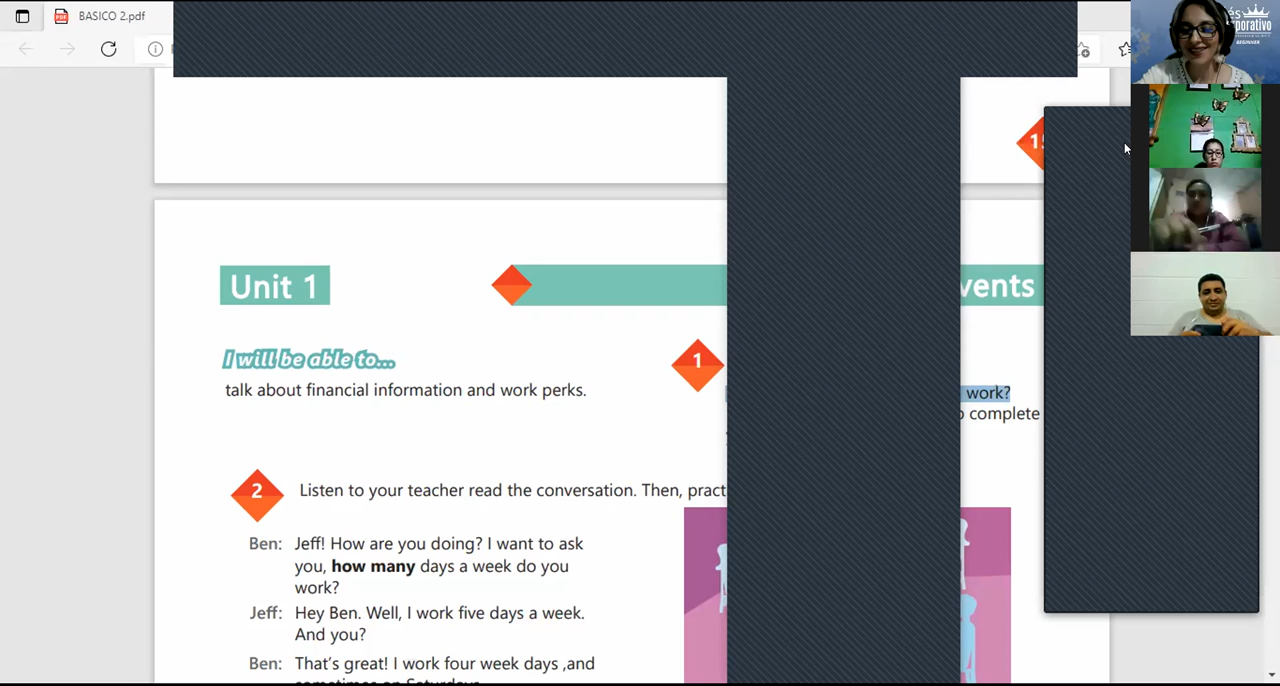 BASICO 2.pdf
Unit 1
vents
I will be able to...
talk about financial information and work perks.
1
work?
complete
2
Listen to your teacher read the conversation. Then, pract
Ben: Jeff! How are you doing? I want to ask
you, how many days a week do you
work?
Jeff: Hey Ben. Well, I work five days a week.
And you?
Ben: That's great! I work four week days ,and
BEGINNER